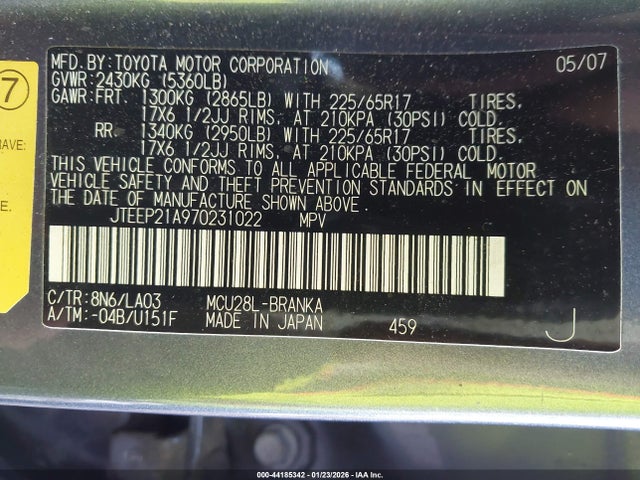 MFD.BY:TOYOTA MOTOR CORPORATION 05/07
GVWR:2430KG (5360LB)
GAWR:FRT. 1300KG (2865LB) WITH 225/65R17 TIRES,
17X6 1/2JJ RIMS, AT 210KPA (30PSI) COLD.
RR. 1340KG (2950LB) WITH 225/65R17 TIRES,
17X6 1/2JJ RIMS, AT 210KPA (30PSI) COLD.
THIS VEHICLE CONFORMS TO ALL APPLICABLE FEDERAL MOTOR
VEHICLE SAFETY AND THEFT PREVENTION STANDARDS IN EFFECT ON
THE DATE OF MANUFACTURE SHOWN ABOVE.
JTEEP21A970231022 MPV
C/TR:8N6/LA03 MCU28L-BRANKA
A/TM:-04B/U151F MADE IN JAPAN 459 J
7
RAVE:
E.
000-44185342 - 01/23/2026 - IAA Inc.